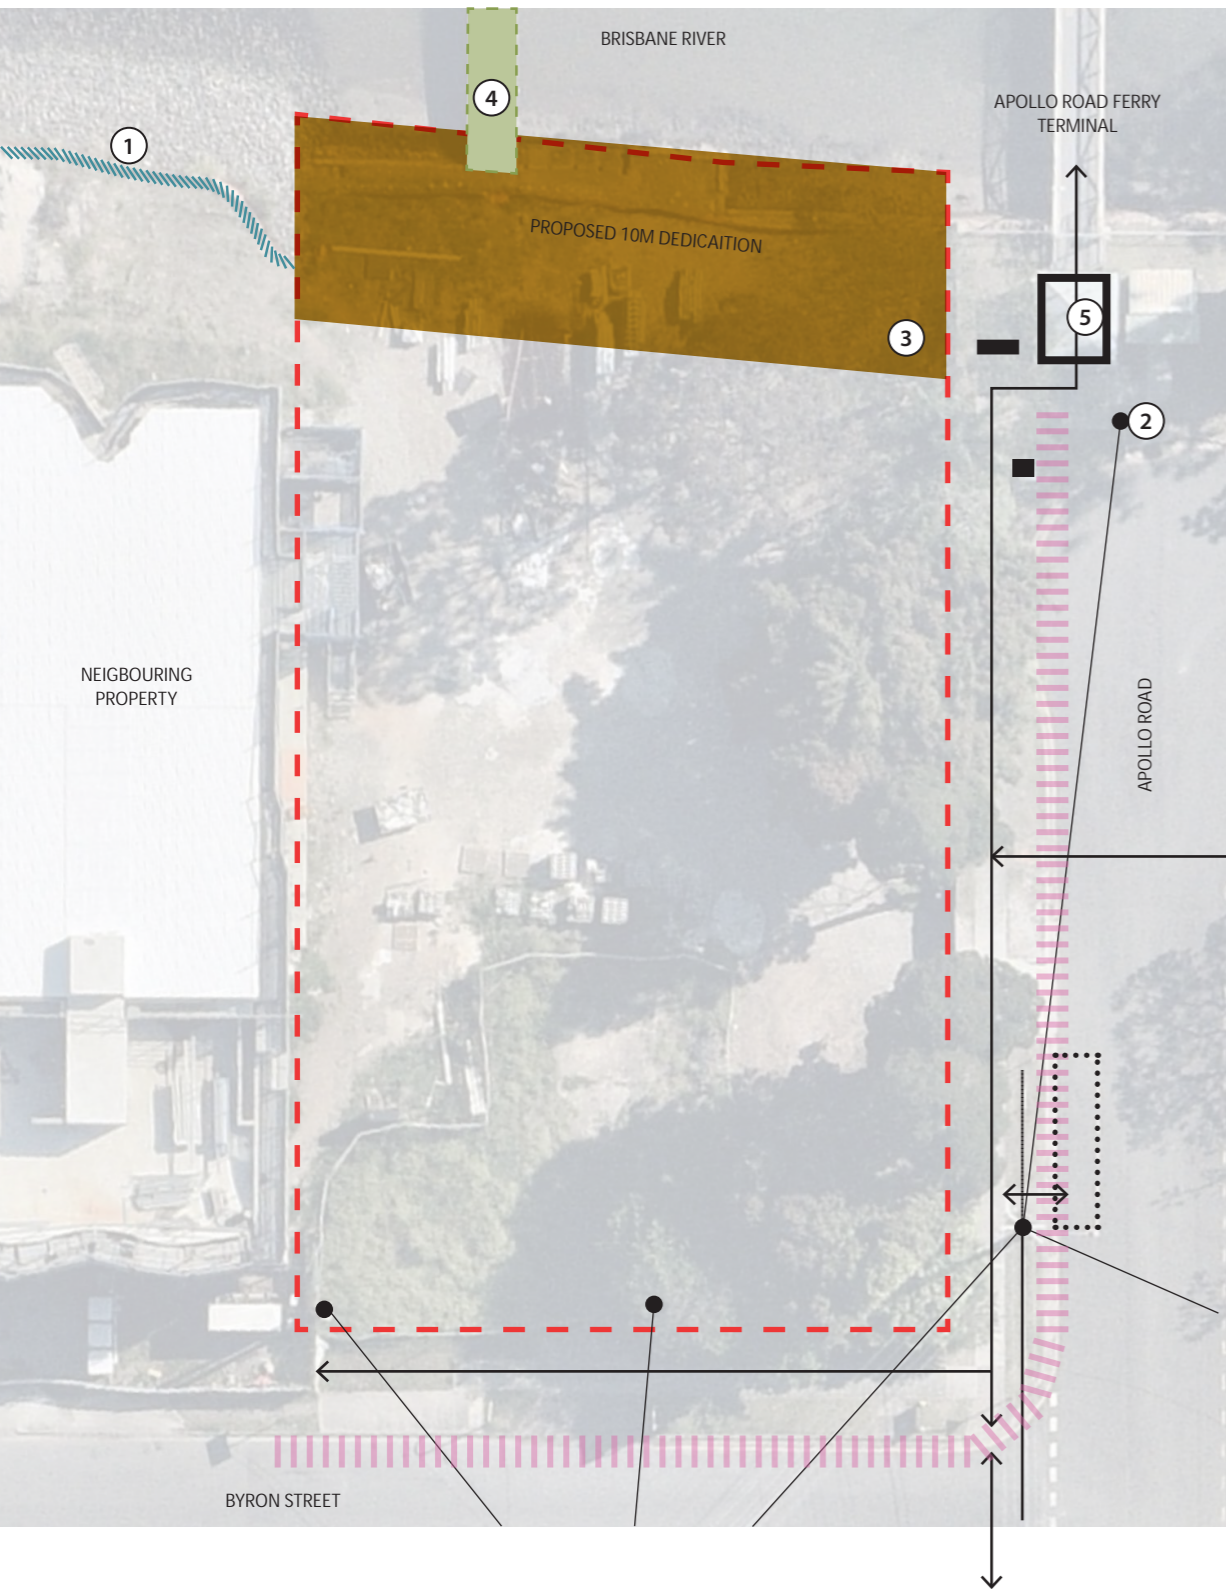 BRISBANE RIVER
4
APOLLO ROAD FERRY
TERMINAL
1
PROPOSED 10M DEDICAITION
5
3
2
NEIGBOURING
PROPERTY
APOLLO ROAD
BYRON STREET